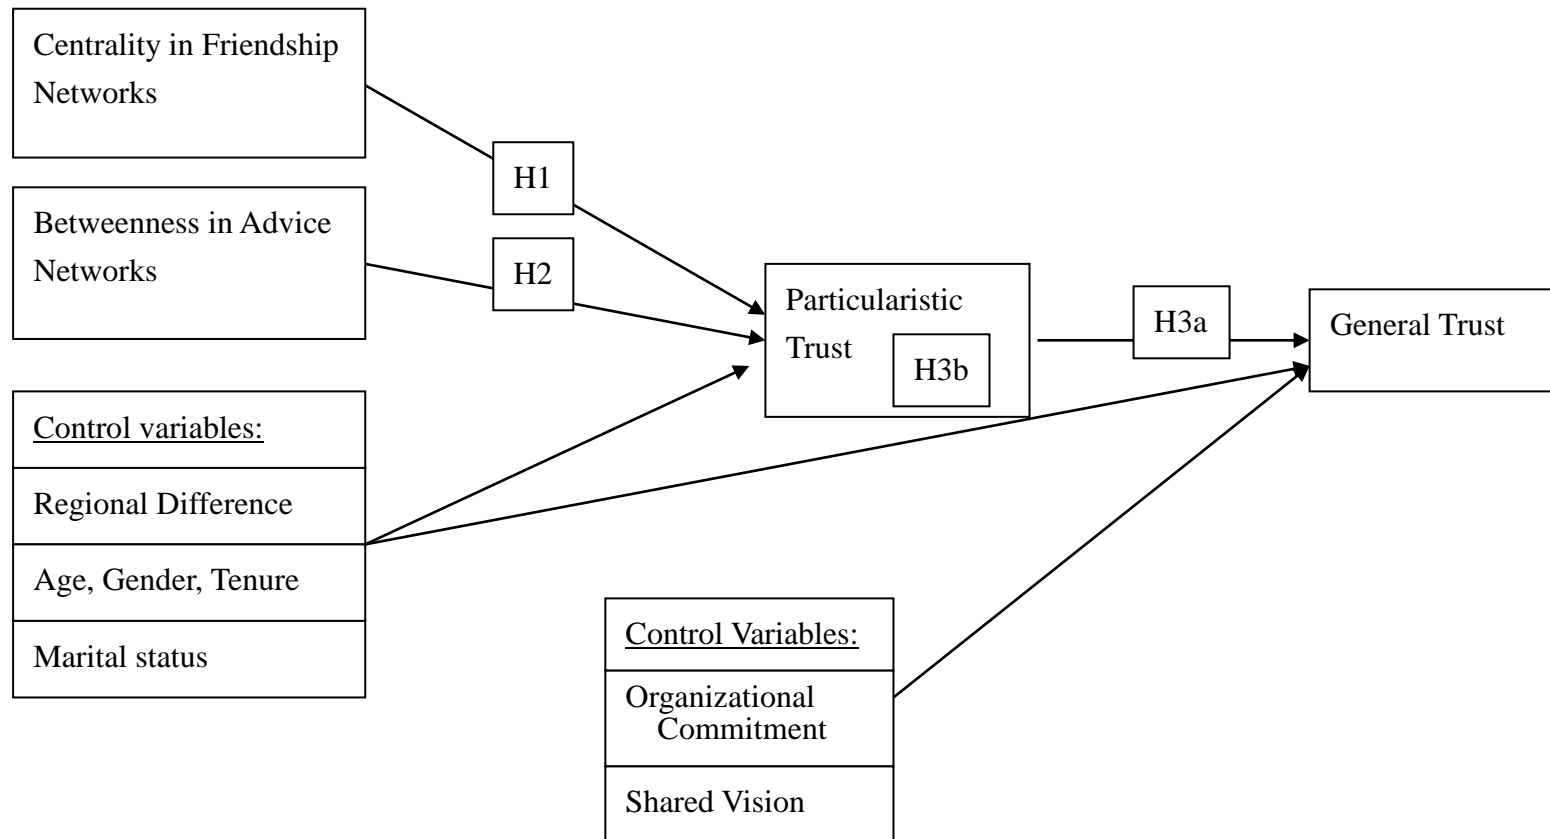 Centrality in Friendship
Networks
H1
Betweenness in Advice
Networks
H2
Particularistic
Trust
H3b
H3a
General Trust
Control variables:
Regional Difference
Age, Gender, Tenure
Marital status
Control Variables:
Organizational
Commitment
Shared Vision